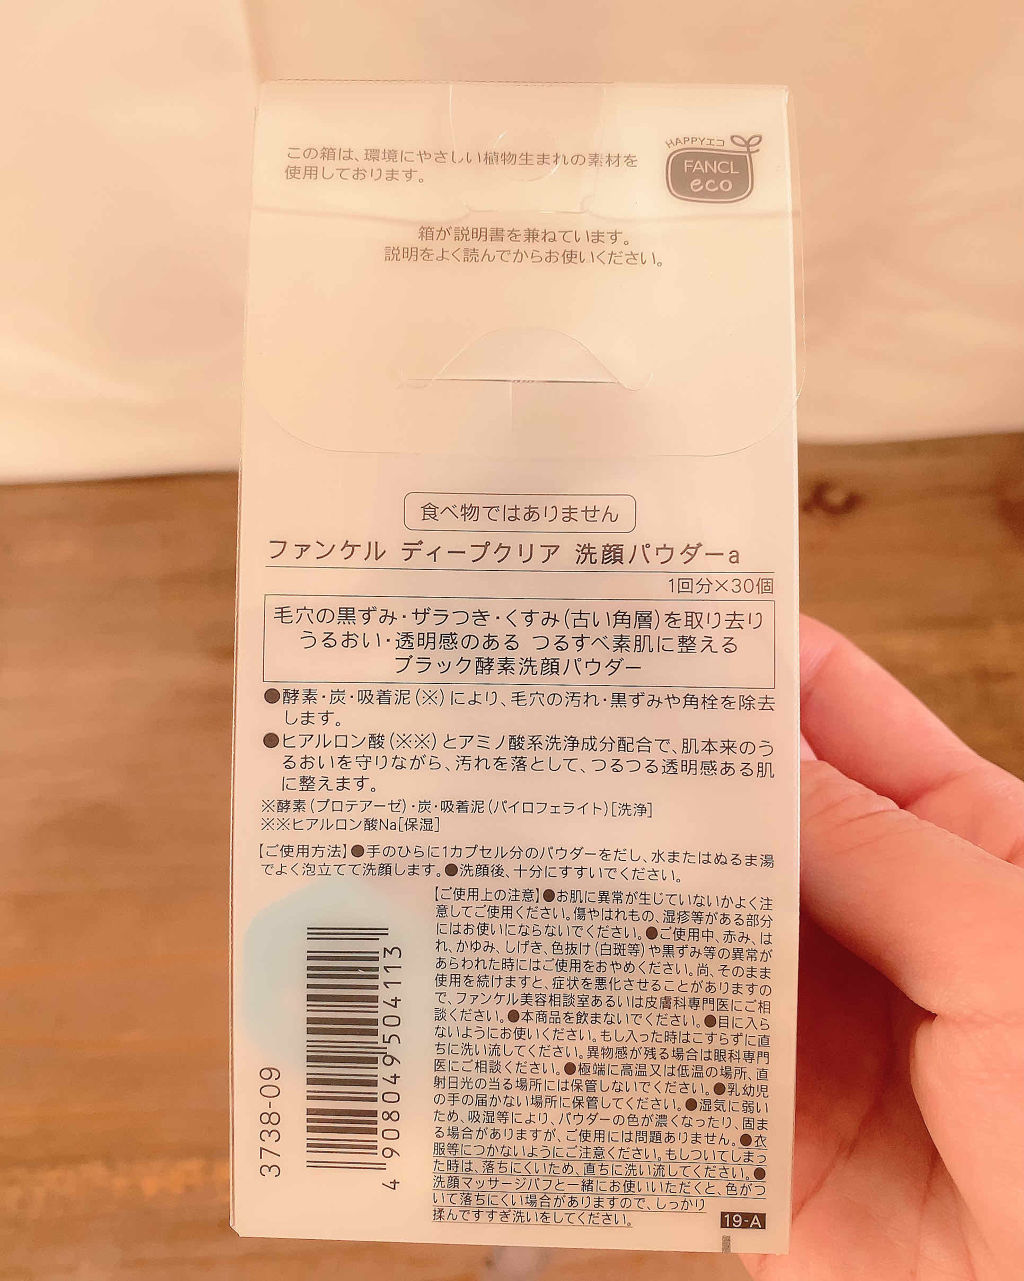 この箱は、環境にやさしい植物生まれの素材を
使用しております。
HAPPYエコ
FANCL
eco
箱が説明書を兼ねています。
説明をよく読んでからお使いください。
食べ物ではありません
ファンケル ディープクリア 洗顔パウダーa
1回分×30個
毛穴の黒ずみ・ザラつき・くすみ(古い角層)を取り去り
うるおい・透明感のある つるすべ素肌に整える
ブラック酵素洗顔パウダー
●酵素・炭・吸着泥(※)により、毛穴の汚れ・黒ずみや角栓を除去
します。
●ヒアルロン酸(※※)とアミノ酸系洗浄成分配合で、肌本来のう
るおいを守りながら、汚れを落として、つるつる透明感ある肌
に整えます。
※酵素(プロテアーゼ)・炭・吸着泥(パイロフェライト)[洗浄]
※※ヒアルロン酸Na[保湿]
【ご使用方法】●手のひらに1カプセル分のパウダーをだし、水またはぬるま湯
でよく泡立てて洗顔します。●洗顔後、十分にすすいでください。
【ご使用上の注意】●お肌に異常が生じていないかよく注
意してご使用ください。傷やはれもの、湿疹等がある部分
にはお使いにならないでください。●ご使用中、赤み、は
れ、かゆみ、しげき、色抜け(白斑等)や黒ずみ等の異常が
あらわれた時にはご使用をおやめください。尚、そのまま
使用を続けますと、症状を悪化させることがありますの
で、ファンケル美容相談室あるいは皮膚科専門医にご相
談ください。●本商品を飲まないでください。●目に入ら
ないようにお使いください。もし入った時はこすらずに直
ちに洗い流してください。異物感が残る場合は眼科専門
医にご相談ください。●極端に高温又は低温の場所、直
射日光の当る場所には保管しないでください。●乳幼児
の手の届かない場所に保管してください。●湿気に弱い
ため、吸湿等により、パウダーの色が濃くなったり、固ま
る場合がありますが、ご使用には問題ありません。●衣
服等につかないようにご注意ください。もしついてしまっ
た時は、落ちにくいため、直ちに洗い流してください。●
洗顔マッサージパフと一緒にお使いいただくと、色がつ
いて落ちにくい場合がありますので、しっかり
揉んですすぎ洗いをしてください。
3738-09
4908049504113
19-A